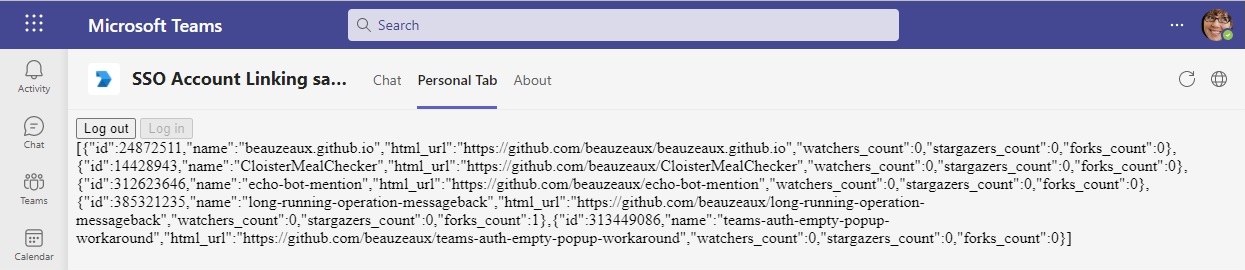 Microsoft Teams
Search
...
Activity
Chat
Teams
Calendar
SSO Account Linking sa...
Chat
Personal Tab
About
Log out
Log in
[{"id":24872511,"name":"beauzeaux.github.io","html_url":"https://github.com/beauzeaux/beauzeaux.github.io","watchers_count":0,"stargazers_count":0,"forks_count":0},
{"id":14428943,"name":"CloisterMealChecker","html_url":"https://github.com/beauzeaux/CloisterMealChecker","watchers_count":0,"stargazers_count":0,"forks_count":0},
{"id":312623646,"name":"echo-bot-mention","html_url":"https://github.com/beauzeaux/echo-bot-mention","watchers_count":0,"stargazers_count":0,"forks_count":0},
{"id":385321235,"name":"long-running-operation-messageback","html_url":"https://github.com/beauzeaux/long-running-operation-
messageback","watchers_count":0,"stargazers_count":0,"forks_count":1},{"id":313449086,"name":"teams-auth-empty-popup-
workaround","html_url":"https://github.com/beauzeaux/teams-auth-empty-popup-workaround","watchers_count":0,"stargazers_count":0,"forks_count":0}]